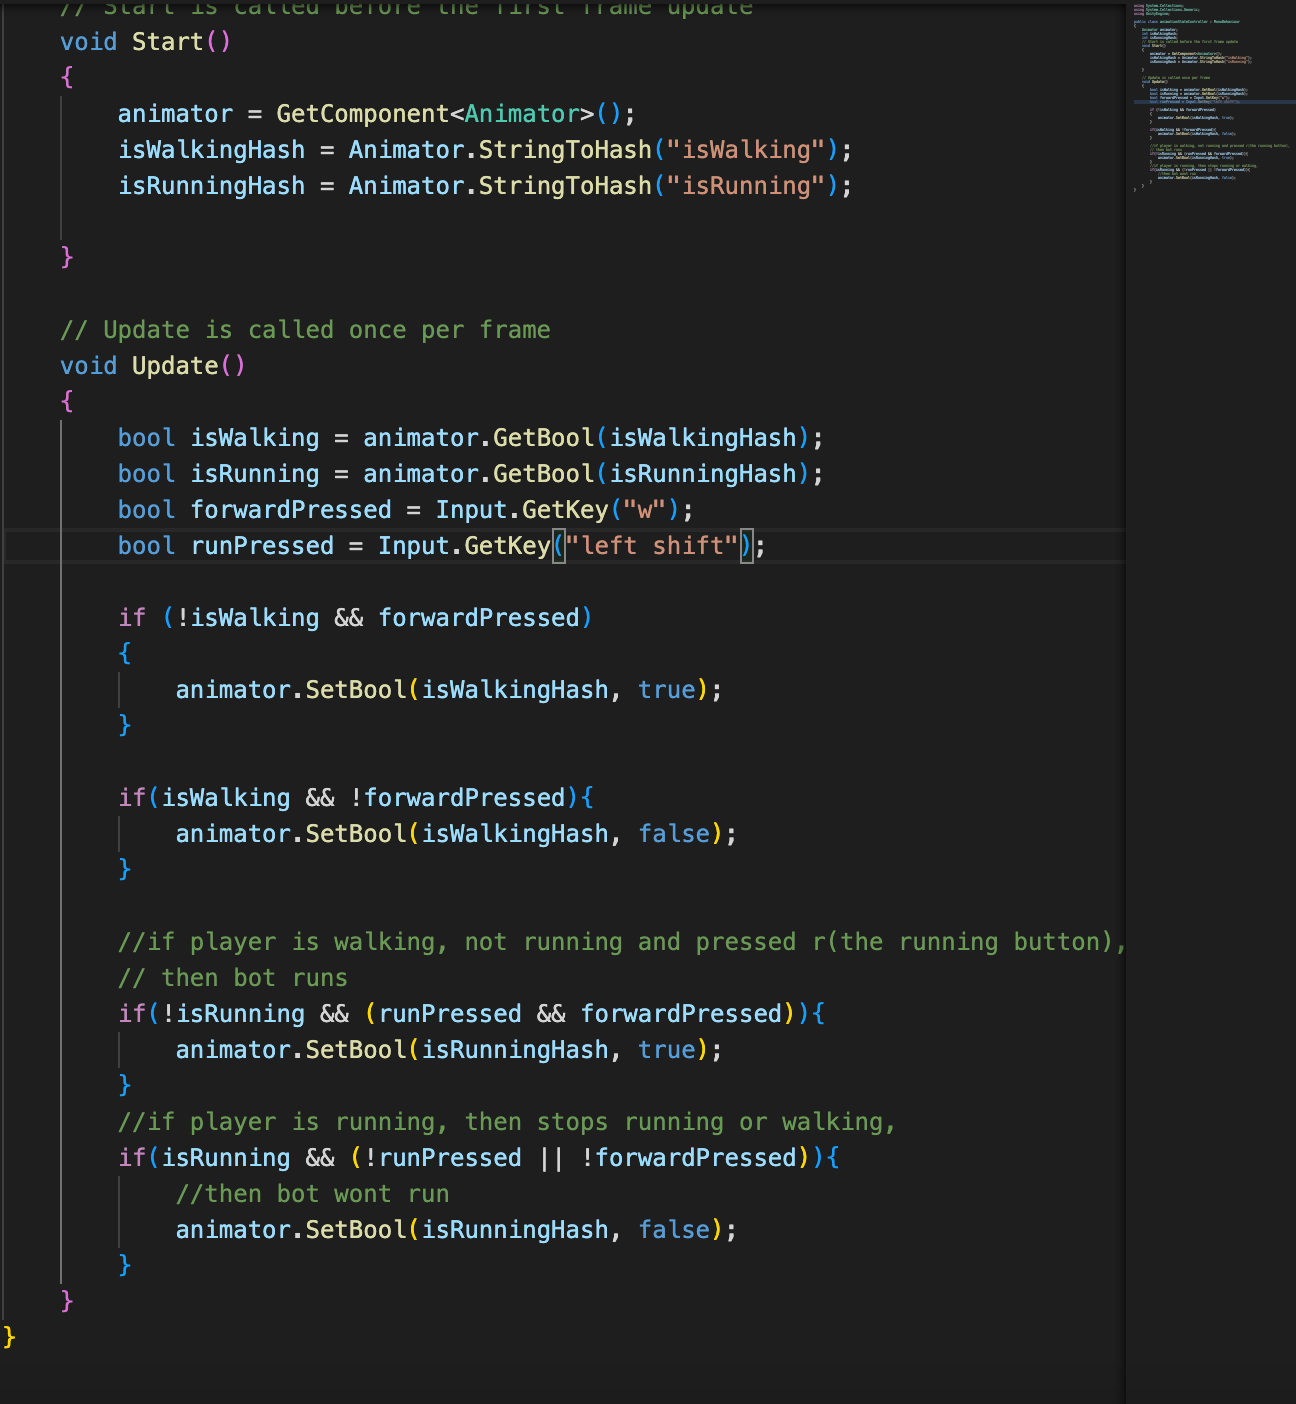 // Start is called before the first frame update
void Start()
{
animator = GetComponent<Animator>();
isWalkingHash = Animator.StringToHash("isWalking");
isRunningHash = Animator.StringToHash("isRunning");
}
// Update is called once per frame
void Update()
{
bool isWalking = animator.GetBool(isWalkingHash);
bool isRunning = animator.GetBool(isRunningHash);
bool forwardPressed = Input.GetKey("w");
bool runPressed = Input.GetKey("left shift");
if (!isWalking && forwardPressed)
{
animator.SetBool(isWalkingHash, true);
}
if(isWalking && !forwardPressed){
animator.SetBool(isWalkingHash, false);
}
//if player is walking, not running and pressed r(the running button),
// then bot runs
if(!isRunning && (runPressed && forwardPressed)){
animator.SetBool(isRunningHash, true);
}
//if player is running, then stops running or walking,
if(isRunning && (!runPressed || !forwardPressed)){
//then bot wont run
animator.SetBool(isRunningHash, false);
}
}
}